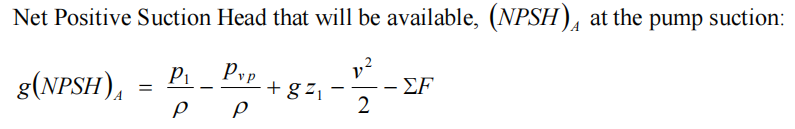 Net Positive Suction Head that will be available, (NPSH)_A at the pump suction:
g(NPSH)_A = p_1/ρ − p_vp/ρ + g z_1 − v^2/2 − ΣF